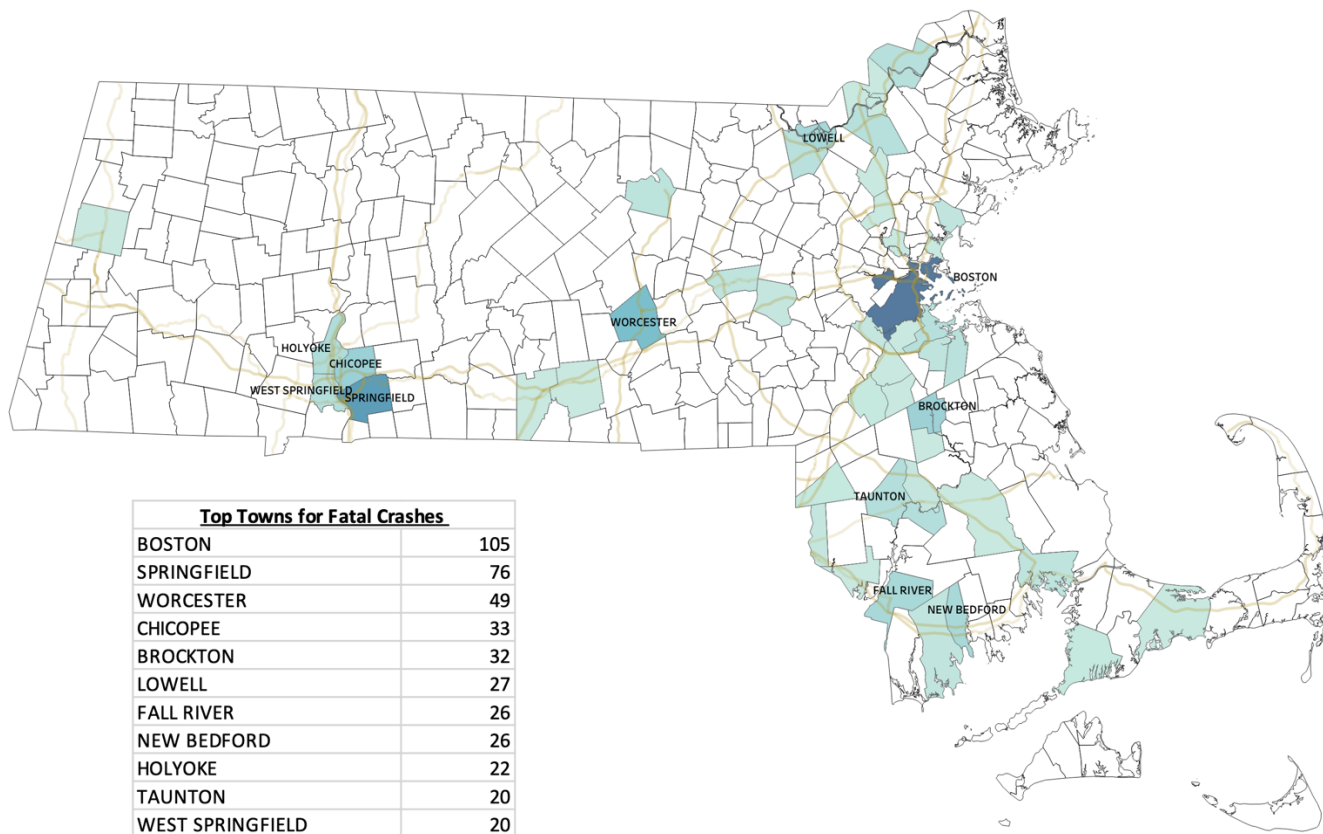 LOWELL
BOSTON
WORCESTER
HOLYOKE
CHICOPEE
WEST SPRINGFIELD
SPRINGFIELD
BROCKTON
TAUNTON
FALL RIVER
NEW BEDFORD
Top Towns for Fatal Crashes
BOSTON 105
SPRINGFIELD 76
WORCESTER 49
CHICOPEE 33
BROCKTON 32
LOWELL 27
FALL RIVER 26
NEW BEDFORD 26
HOLYOKE 22
TAUNTON 20
WEST SPRINGFIELD 20